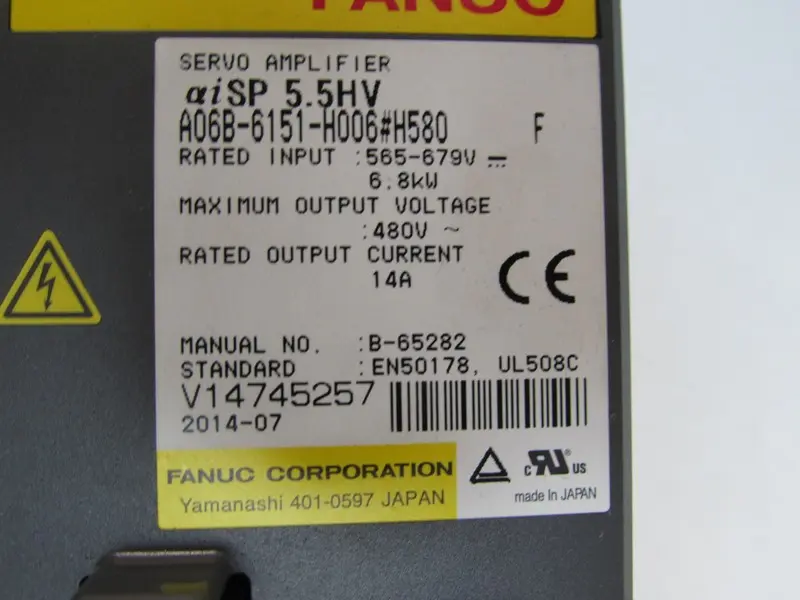 FANUC
SERVO AMPLIFIER
αiSP 5.5HV
A06B-6151-H006#H580 F
RATED INPUT :565-679V ⎓
6.8kW
MAXIMUM OUTPUT VOLTAGE
:480V ~
RATED OUTPUT CURRENT
14A
CE
MANUAL NO. :B-65282
STANDARD :EN50178, UL508C
V14745257
2014-07
FANUC CORPORATION
Yamanashi 401-0597 JAPAN
c RU ® US
made in JAPAN